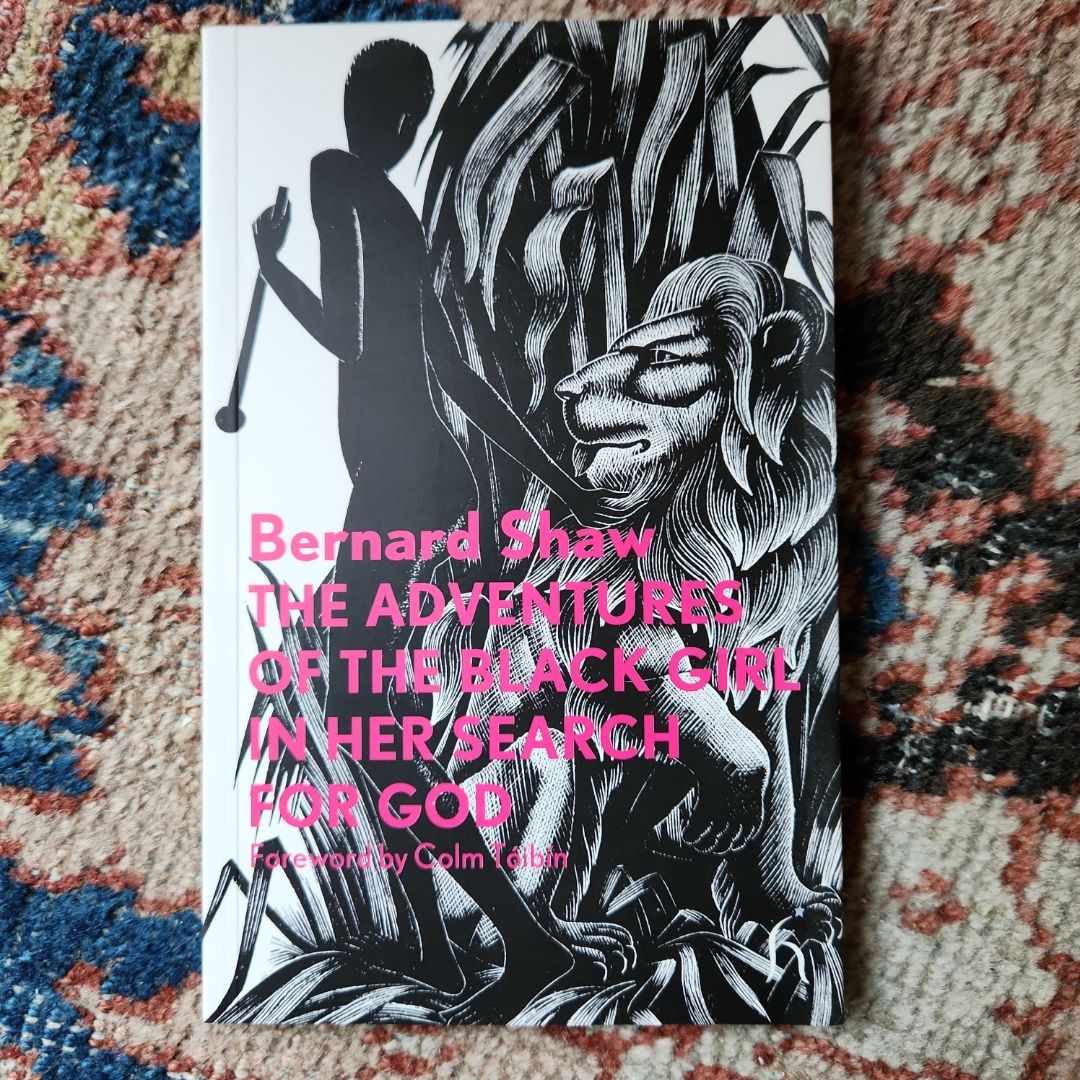 Bernard Shaw
THE ADVENTURES
OF THE BLACK GIRL
IN HER SEARCH
FOR GOD
Foreword by Colm Tóibín